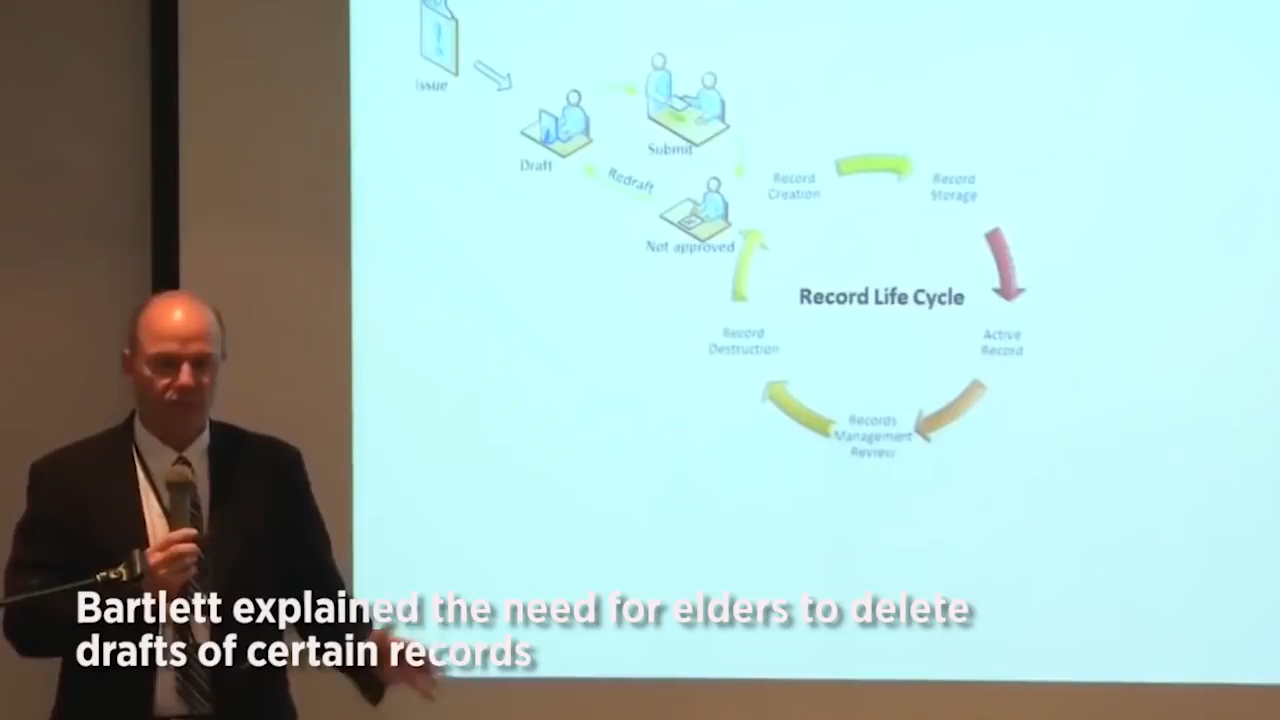 Issue
Draft
Submit
Redraft
Not approved
Record
Creation
Record
Storage
Record Life Cycle
Record
Destruction
Active
Record
Records
Management
Review
Bartlett explained the need for elders to delete
drafts of certain records